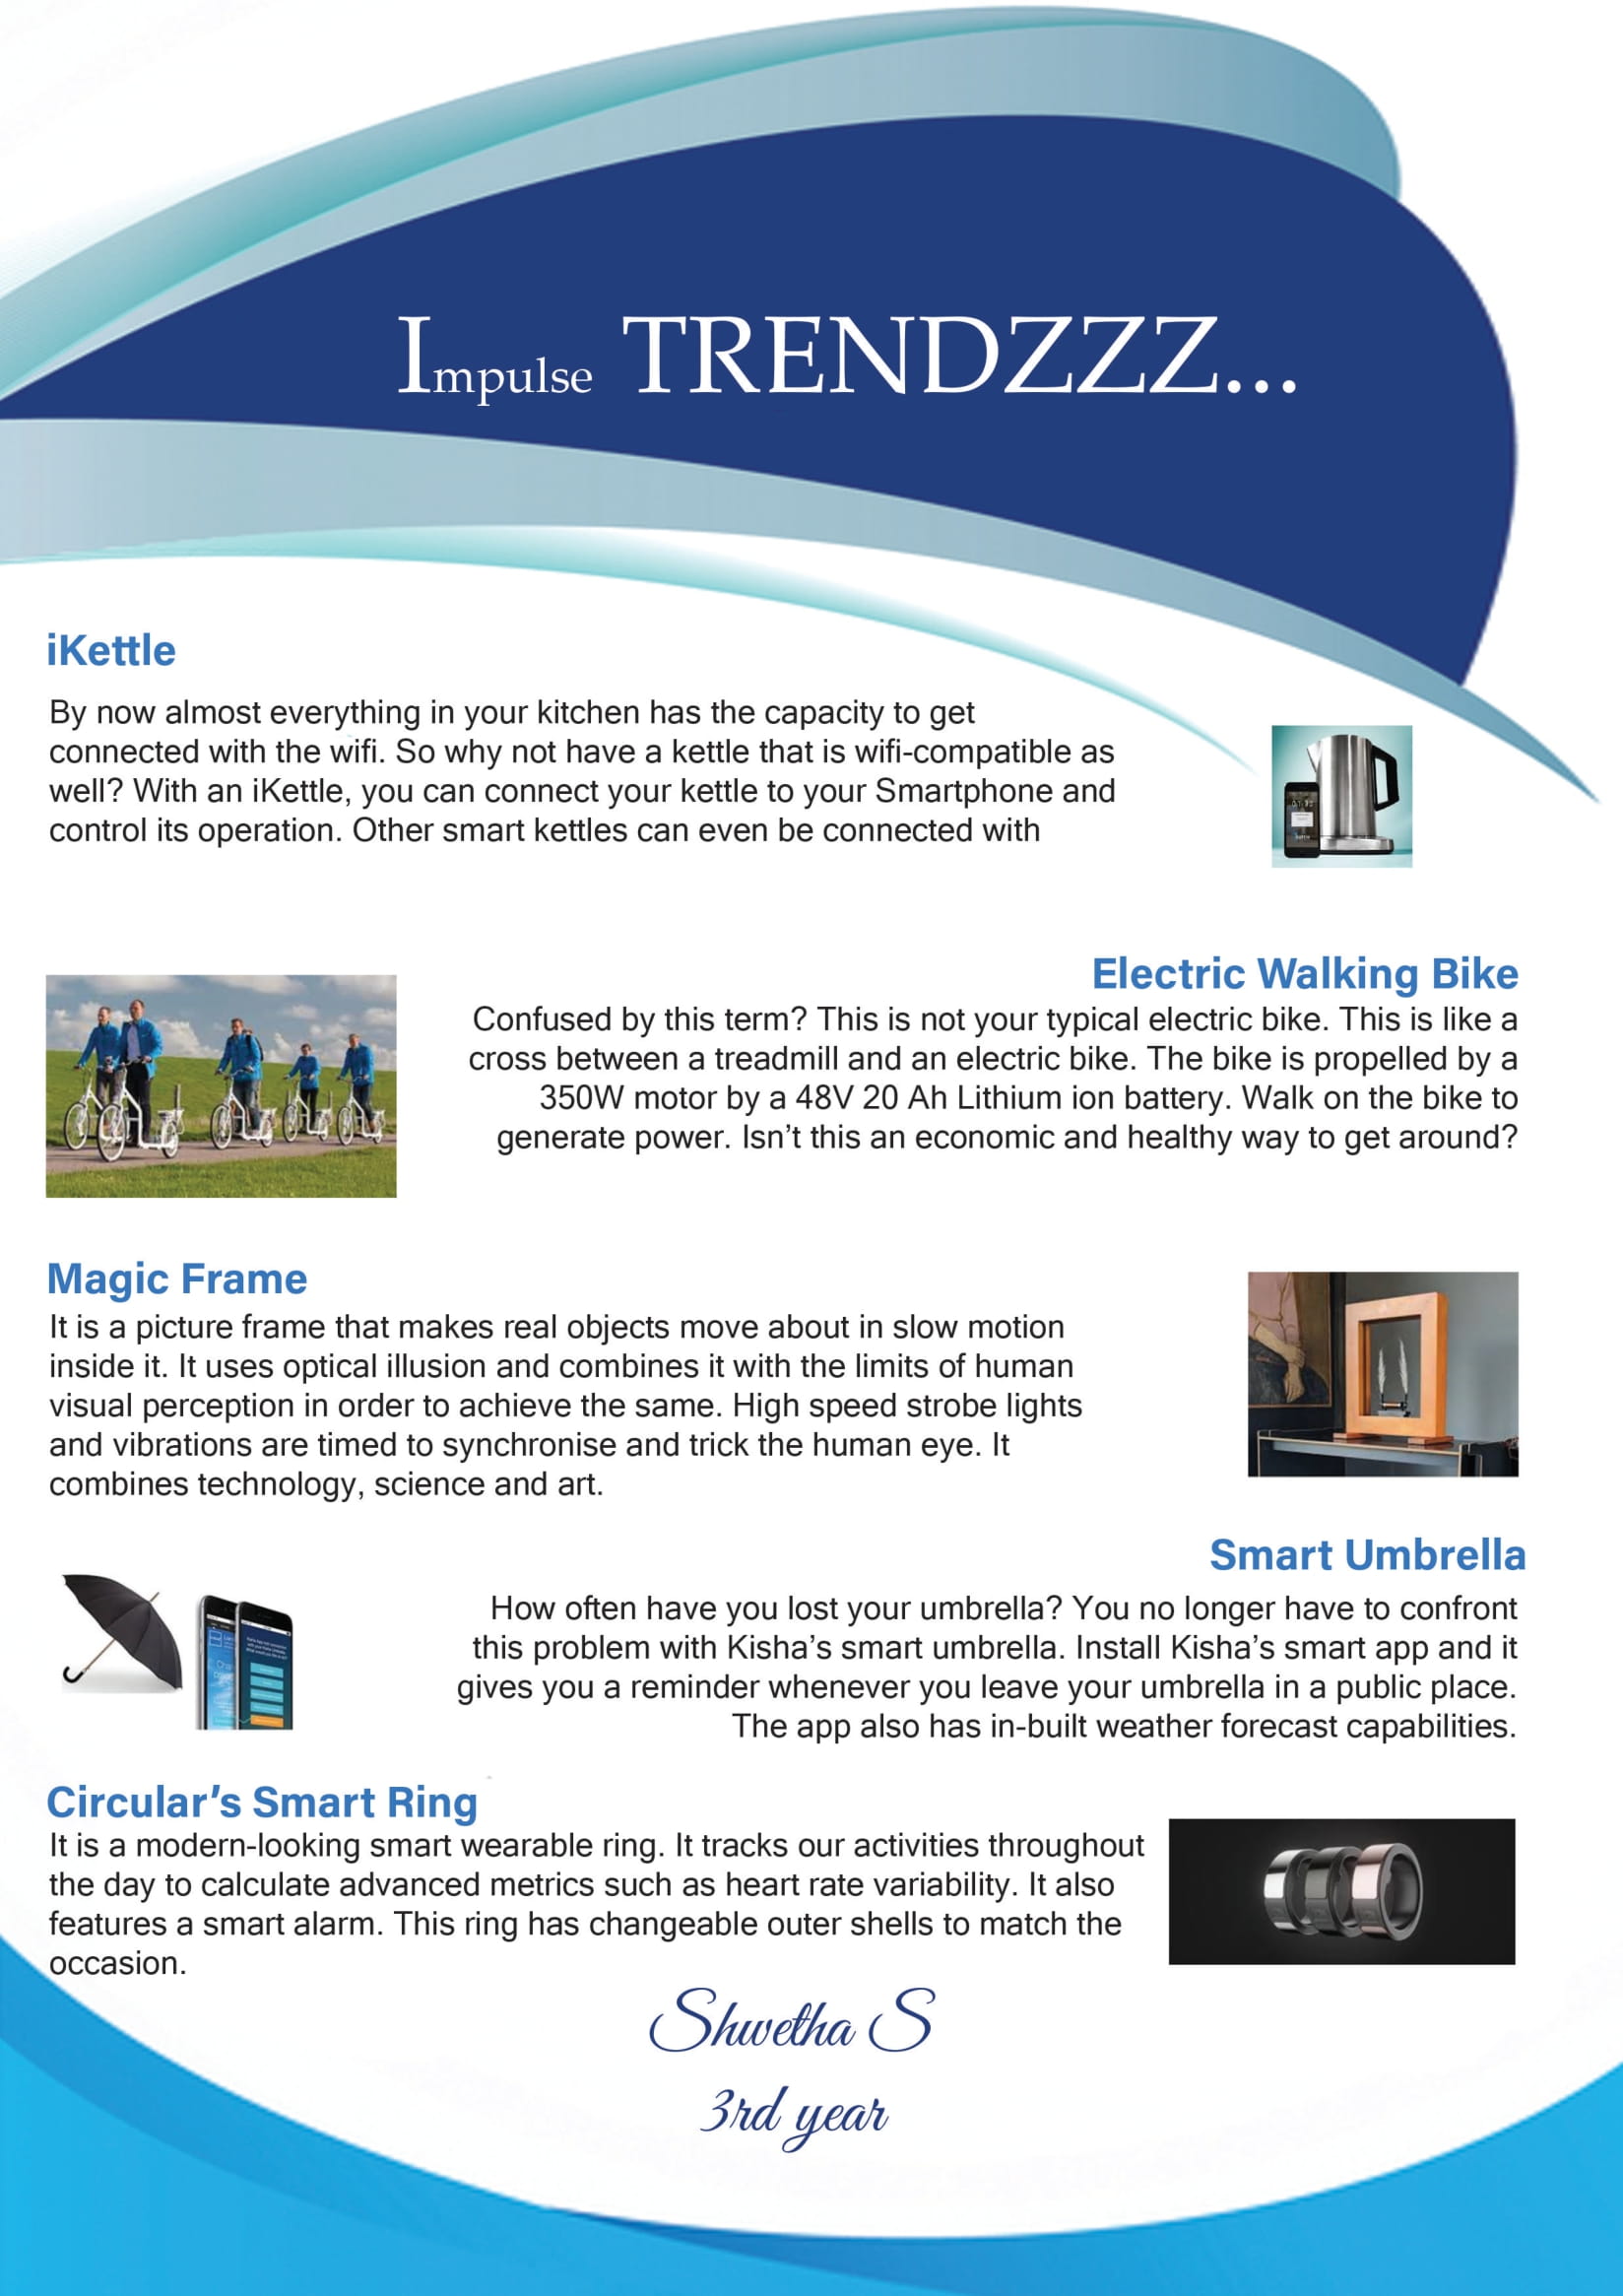 Impulse TRENDZZZ...
iKettle
By now almost everything in your kitchen has the capacity to get
connected with the wifi. So why not have a kettle that is wifi-compatible as
well? With an iKettle, you can connect your kettle to your Smartphone and
control its operation. Other smart kettles can even be connected with
Electric Walking Bike
Confused by this term? This is not your typical electric bike. This is like a
cross between a treadmill and an electric bike. The bike is propelled by a
350W motor by a 48V 20 Ah Lithium ion battery. Walk on the bike to
generate power. Isn’t this an economic and healthy way to get around?
Magic Frame
It is a picture frame that makes real objects move about in slow motion
inside it. It uses optical illusion and combines it with the limits of human
visual perception in order to achieve the same. High speed strobe lights
and vibrations are timed to synchronise and trick the human eye. It
combines technology, science and art.
Smart Umbrella
How often have you lost your umbrella? You no longer have to confront
this problem with Kisha’s smart umbrella. Install Kisha’s smart app and it
gives you a reminder whenever you leave your umbrella in a public place.
The app also has in-built weather forecast capabilities.
Circular’s Smart Ring
It is a modern-looking smart wearable ring. It tracks our activities throughout
the day to calculate advanced metrics such as heart rate variability. It also
features a smart alarm. This ring has changeable outer shells to match the
occasion.
Shwetha S
3rd year